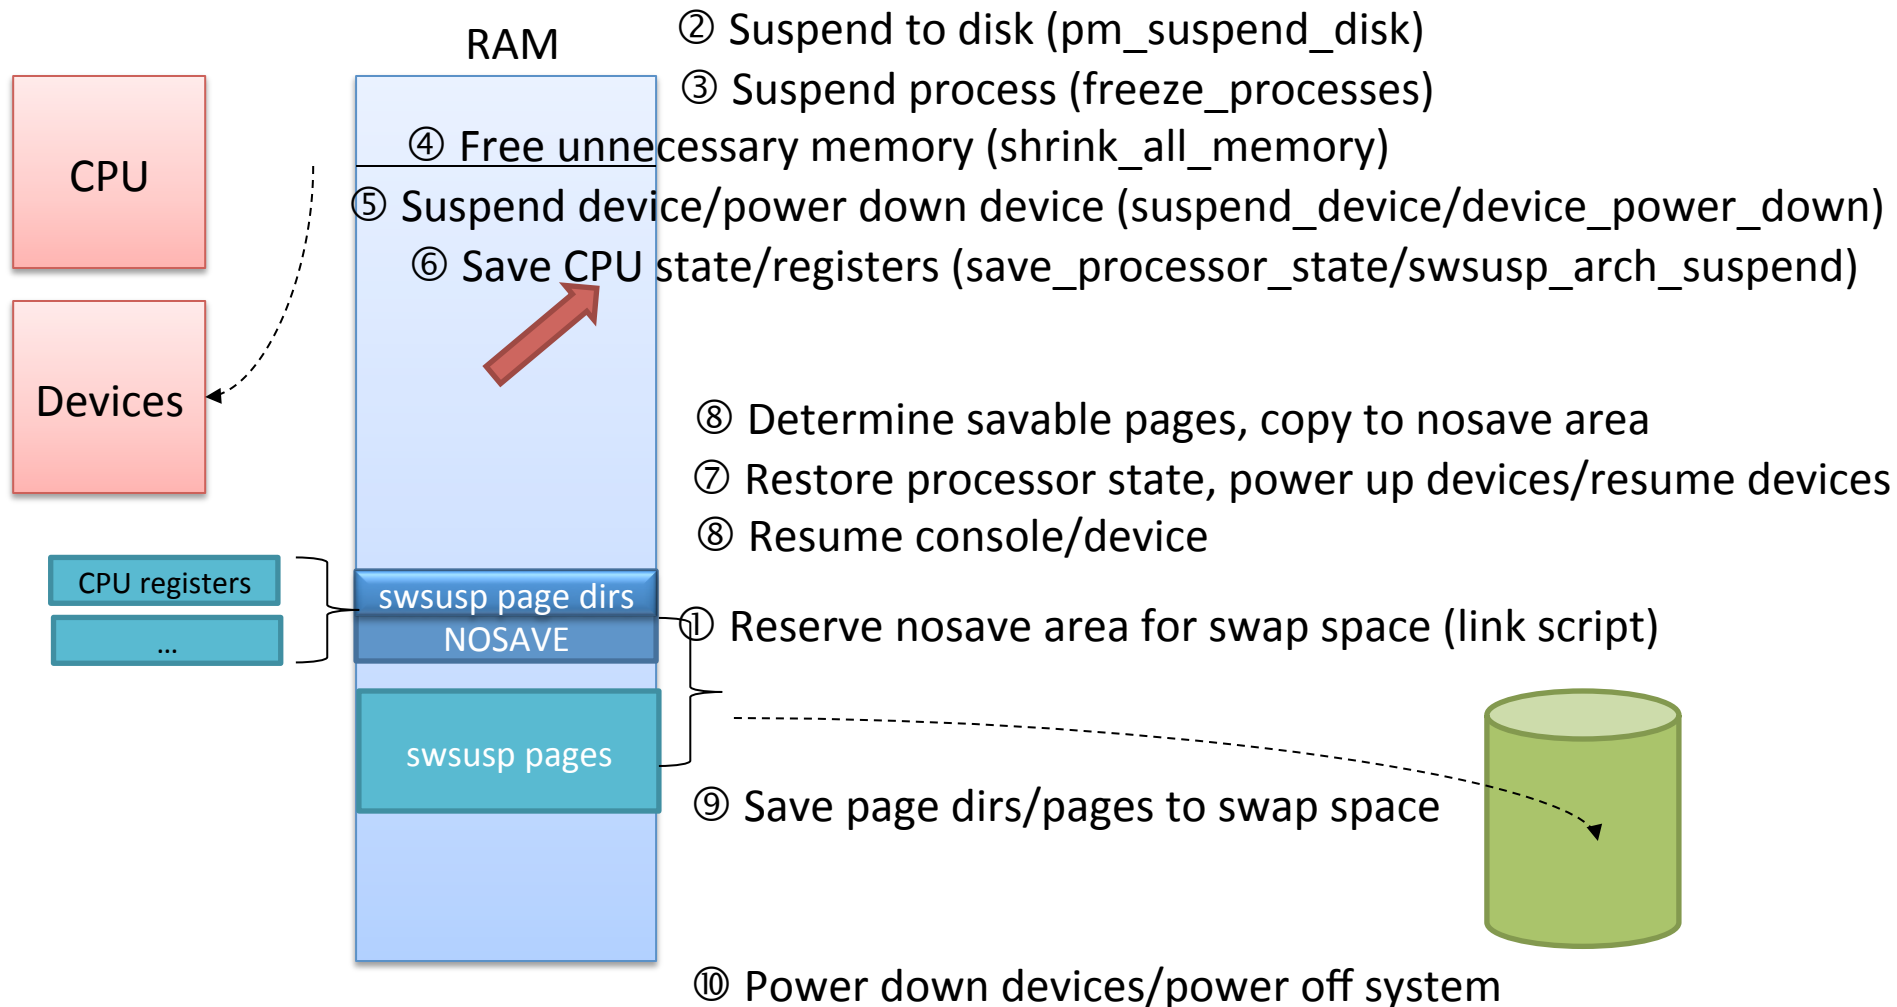 RAM
② Suspend to disk (pm_suspend_disk)
③ Suspend process (freeze_processes)
④ Free unnecessary memory (shrink_all_memory)
CPU
⑤ Suspend device/power down device (suspend_device/device_power_down)
⑥ Save CPU state/registers (save_processor_state/swsusp_arch_suspend)
Devices
⑧ Determine savable pages, copy to nosave area
⑦ Restore processor state, power up devices/resume devices
⑧ Resume console/device
CPU registers
...
swsusp page dirs
NOSAVE
① Reserve nosave area for swap space (link script)
swsusp pages
⑨ Save page dirs/pages to swap space
⑩ Power down devices/power off system